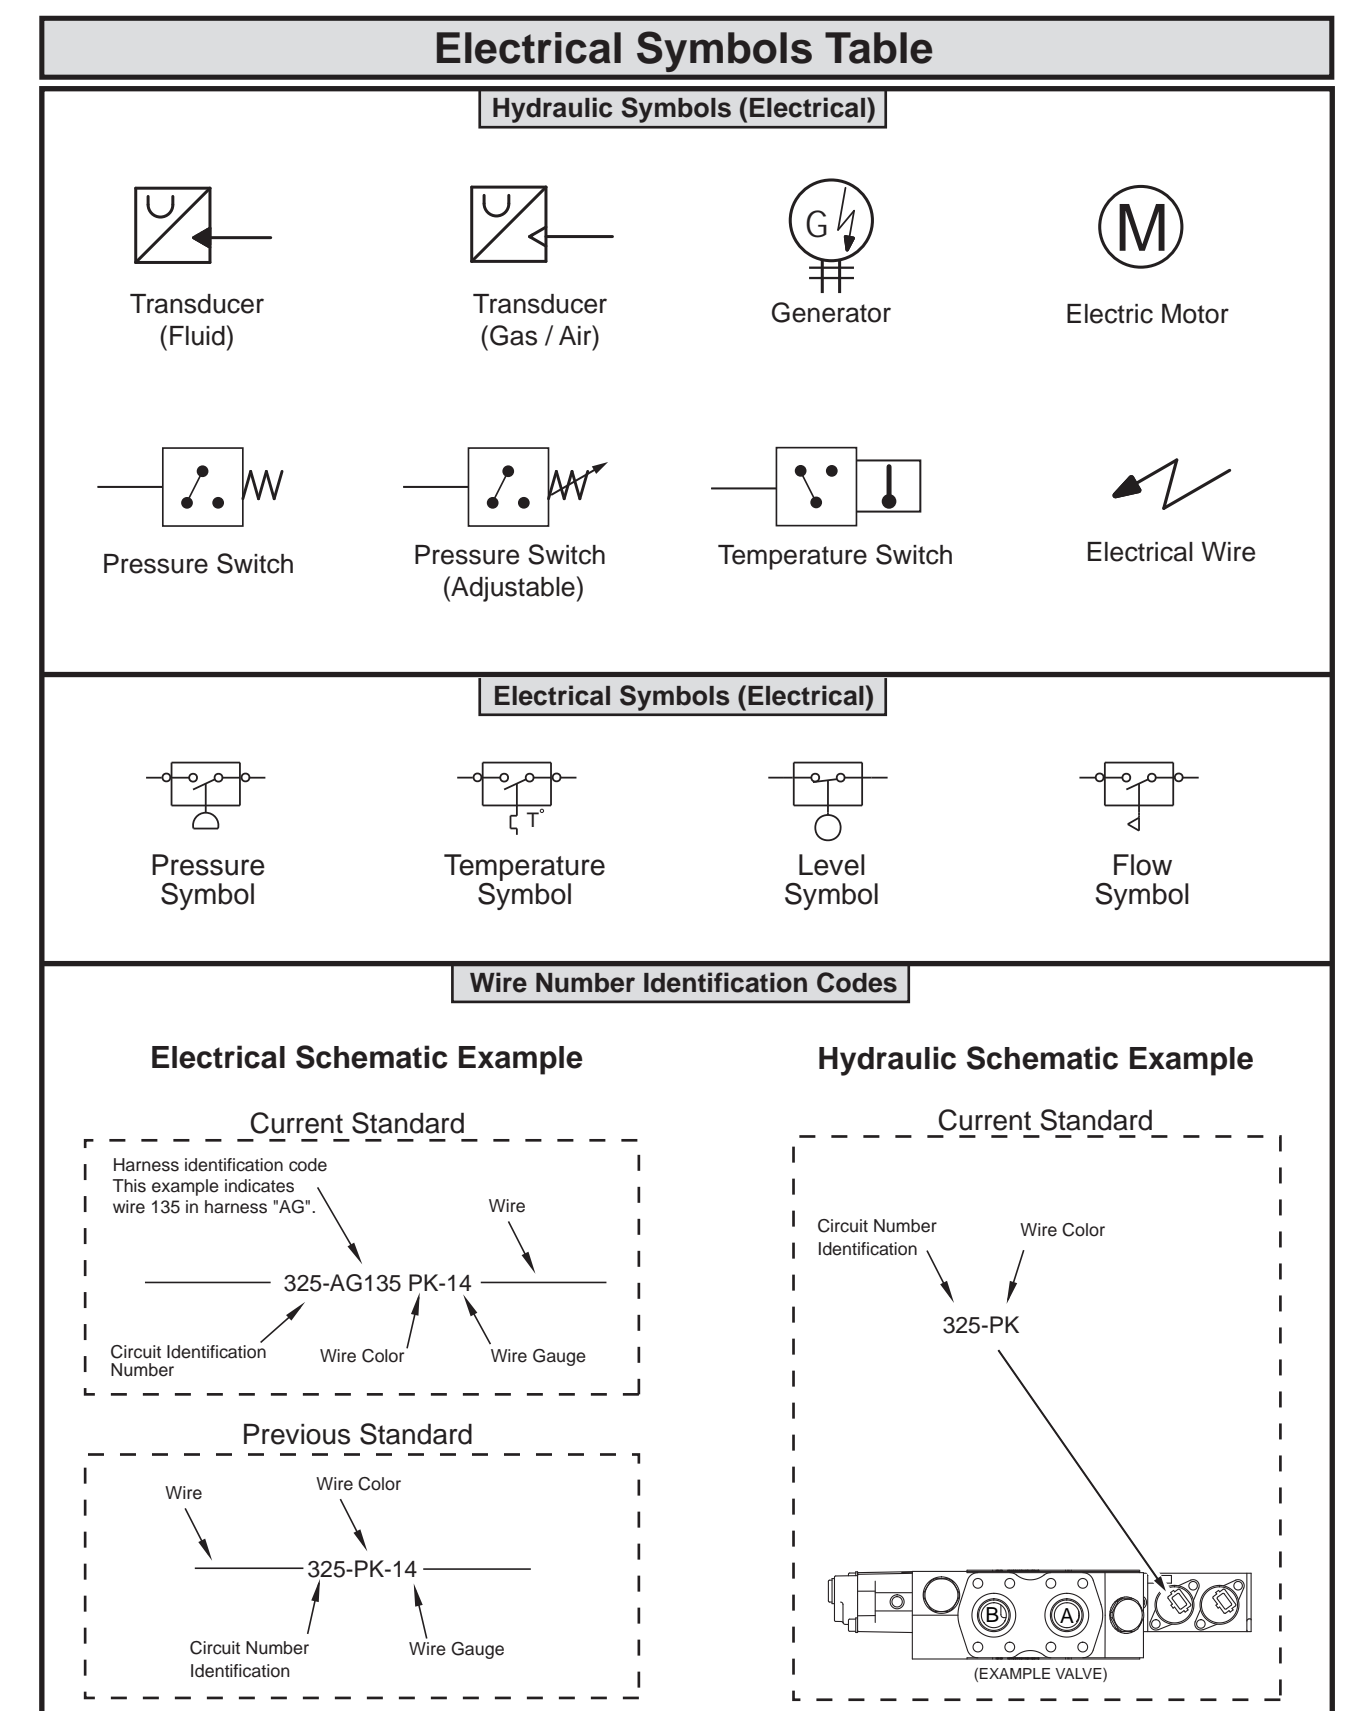 Electrical Symbols Table
Hydraulic Symbols (Electrical)
U
U
G
M
Transducer
(Fluid)
Transducer
(Gas / Air)
Generator
Electric Motor
Pressure Switch
Pressure Switch
(Adjustable)
Temperature Switch
Electrical Wire
Electrical Symbols (Electrical)
T°
Pressure
Symbol
Temperature
Symbol
Level
Symbol
Flow
Symbol
Wire Number Identification Codes
Electrical Schematic Example
Current Standard
Harness identification code
This example indicates
wire 135 in harness "AG".
Wire
325-AG135 PK-14
Circuit Identification
Number
Wire Color
Wire Gauge
Previous Standard
Wire
Wire Color
325-PK-14
Circuit Number
Identification
Wire Gauge
Hydraulic Schematic Example
Current Standard
Circuit Number
Identification
Wire Color
325-PK
B
A
(EXAMPLE VALVE)